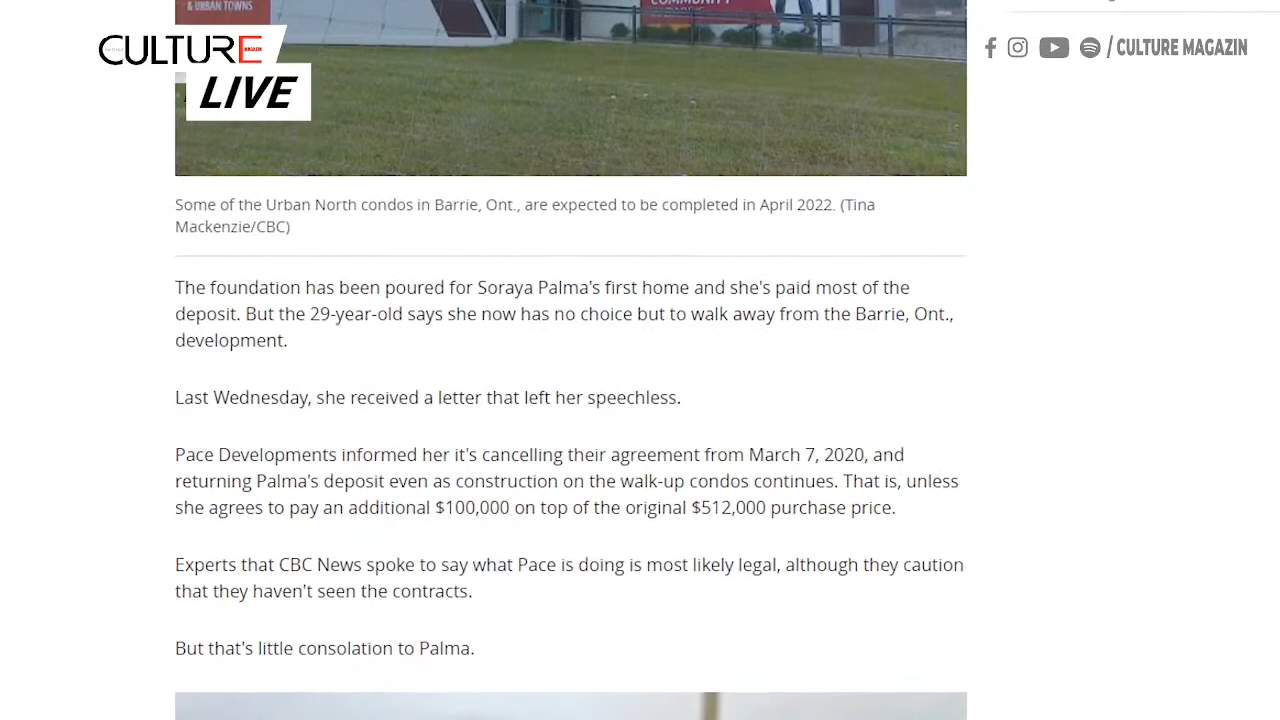 & URBAN TOWNS
COMMUNITY
CULTURE
MAGAZIN
LIVE
/ CULTURE MAGAZIN
Some of the Urban North condos in Barrie, Ont., are expected to be completed in April 2022. (Tina
Mackenzie/CBC)
The foundation has been poured for Soraya Palma's first home and she's paid most of the
deposit. But the 29-year-old says she now has no choice but to walk away from the Barrie, Ont.,
development.
Last Wednesday, she received a letter that left her speechless.
Pace Developments informed her it's cancelling their agreement from March 7, 2020, and
returning Palma's deposit even as construction on the walk-up condos continues. That is, unless
she agrees to pay an additional $100,000 on top of the original $512,000 purchase price.
Experts that CBC News spoke to say what Pace is doing is most likely legal, although they caution
that they haven't seen the contracts.
But that's little consolation to Palma.